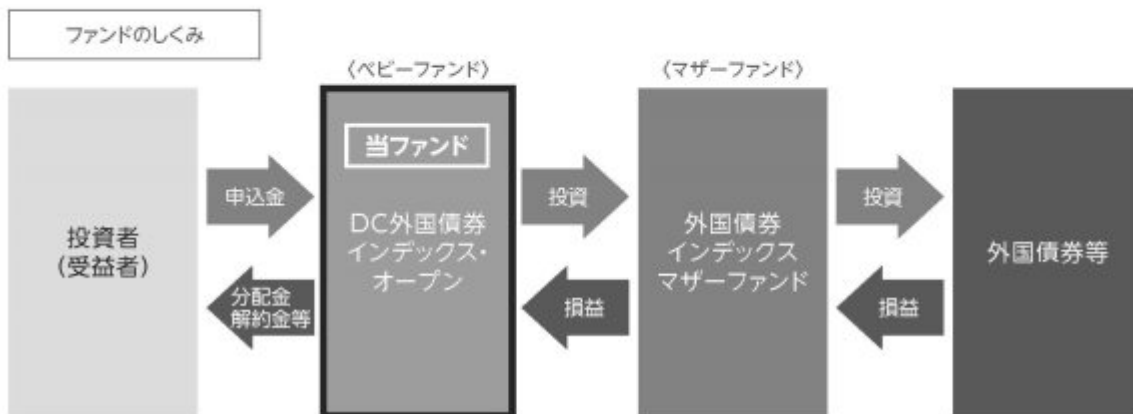 ファンドのしくみ
〈ベビーファンド〉
〈マザーファンド〉
投資者
(受益者)
申込金
分配金
解約金等
当ファンド
DC外国債券
インデックス・
オープン
投資
損益
外国債券
インデックス
マザーファンド
投資
損益
外国債券等